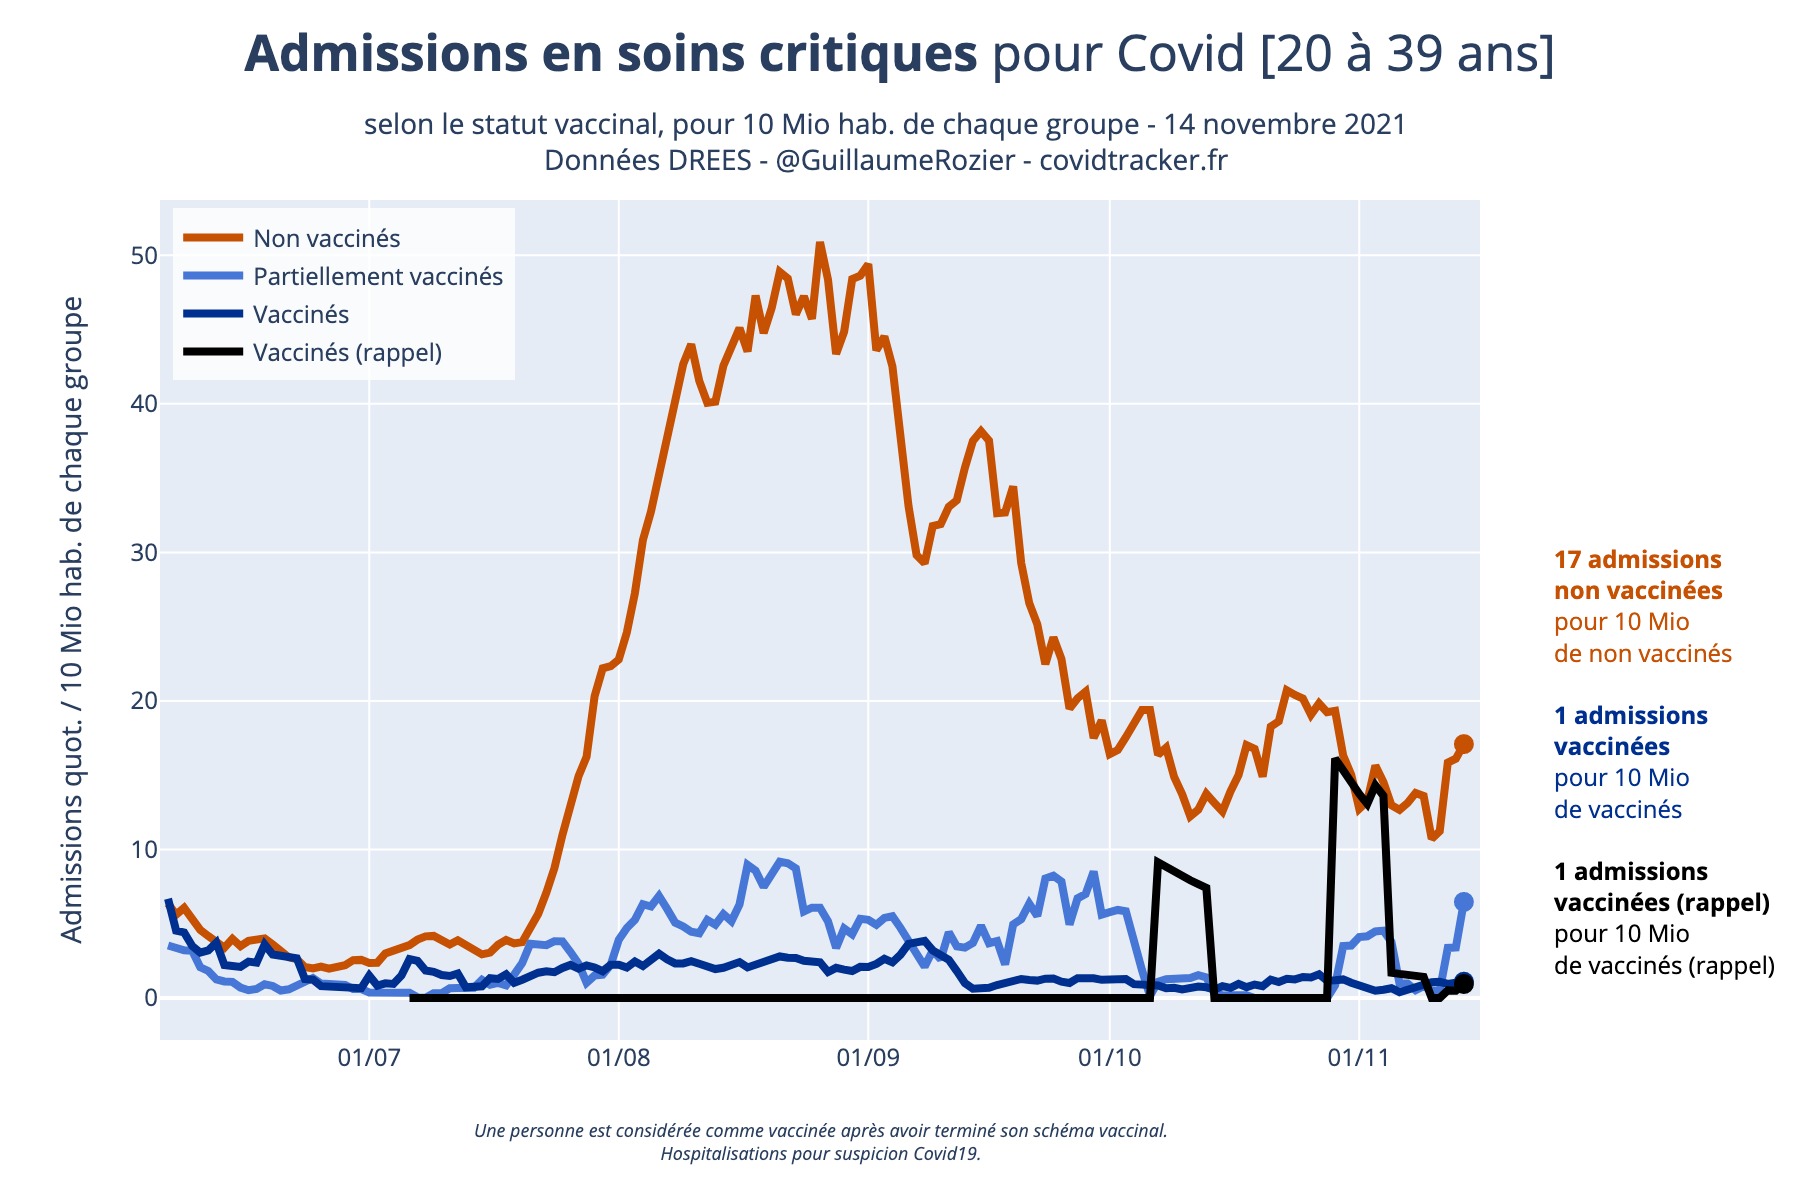 Admissions en soins critiques pour Covid [20 à 39 ans]
selon le statut vaccinal, pour 10 Mio hab. de chaque groupe - 14 novembre 2021
Données DREES - @GuillaumeRozier - covidtracker.fr
Admissions quot. / 10 Mio hab. de chaque groupe
50
40
30
20
10
0
Non vaccinés
Partiellement vaccinés
Vaccinés
Vaccinés (rappel)
01/07
01/08
01/09
01/10
01/11
17 admissions
non vaccinées
pour 10 Mio
de non vaccinés
1 admissions
vaccinées
pour 10 Mio
de vaccinés
1 admissions
vaccinées (rappel)
pour 10 Mio
de vaccinés (rappel)
Une personne est considérée comme vaccinée après avoir terminé son schéma vaccinal.
Hospitalisations pour suspicion Covid19.